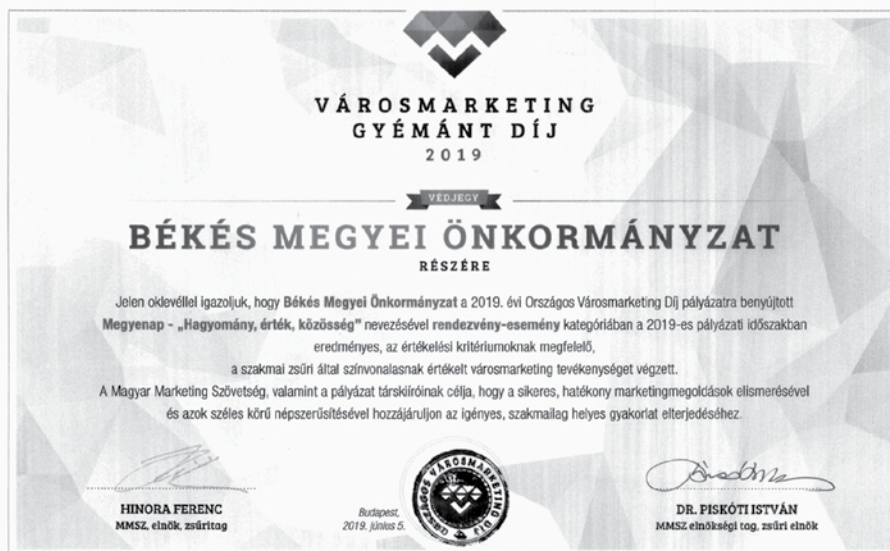 VÁROSMARKETING
GYÉMÁNT DÍJ
2019
VÉDJEGY
BÉKÉS MEGYEI ÖNKORMÁNYZAT
RÉSZÉRE
Jelen oklevéllel igazoljuk, hogy Békés Megyei Önkormányzat a 2019. évi Országos Városmarketing Díj pályázatra benyújtott
Megyenap - „Hagyomány, érték, közösség” nevezésével rendezvény-esemény kategóriában a 2019-es pályázati időszakban
eredményes, az értékelési kritériumoknak megfelelő,
a szakmai zsűri által színvonalasnak értékelt városmarketing tevékenységet végzett.
A Magyar Marketing Szövetség, valamint a pályázat társkiíróinak célja, hogy a sikeres, hatékony marketingmegoldások elismerésével
és azok széles körű népszerűsítésével hozzájáruljon az igényes, szakmailag helyes gyakorlat elterjedéséhez.
HINORA FERENC
MMSZ, elnök, zsűritag
Budapest,
2019. június 5.
ORSZÁGOS VÁROSMARKETING DÍJ
DR. PISKÓTI ISTVÁN
MMSZ elnökségi tag, zsűri elnök